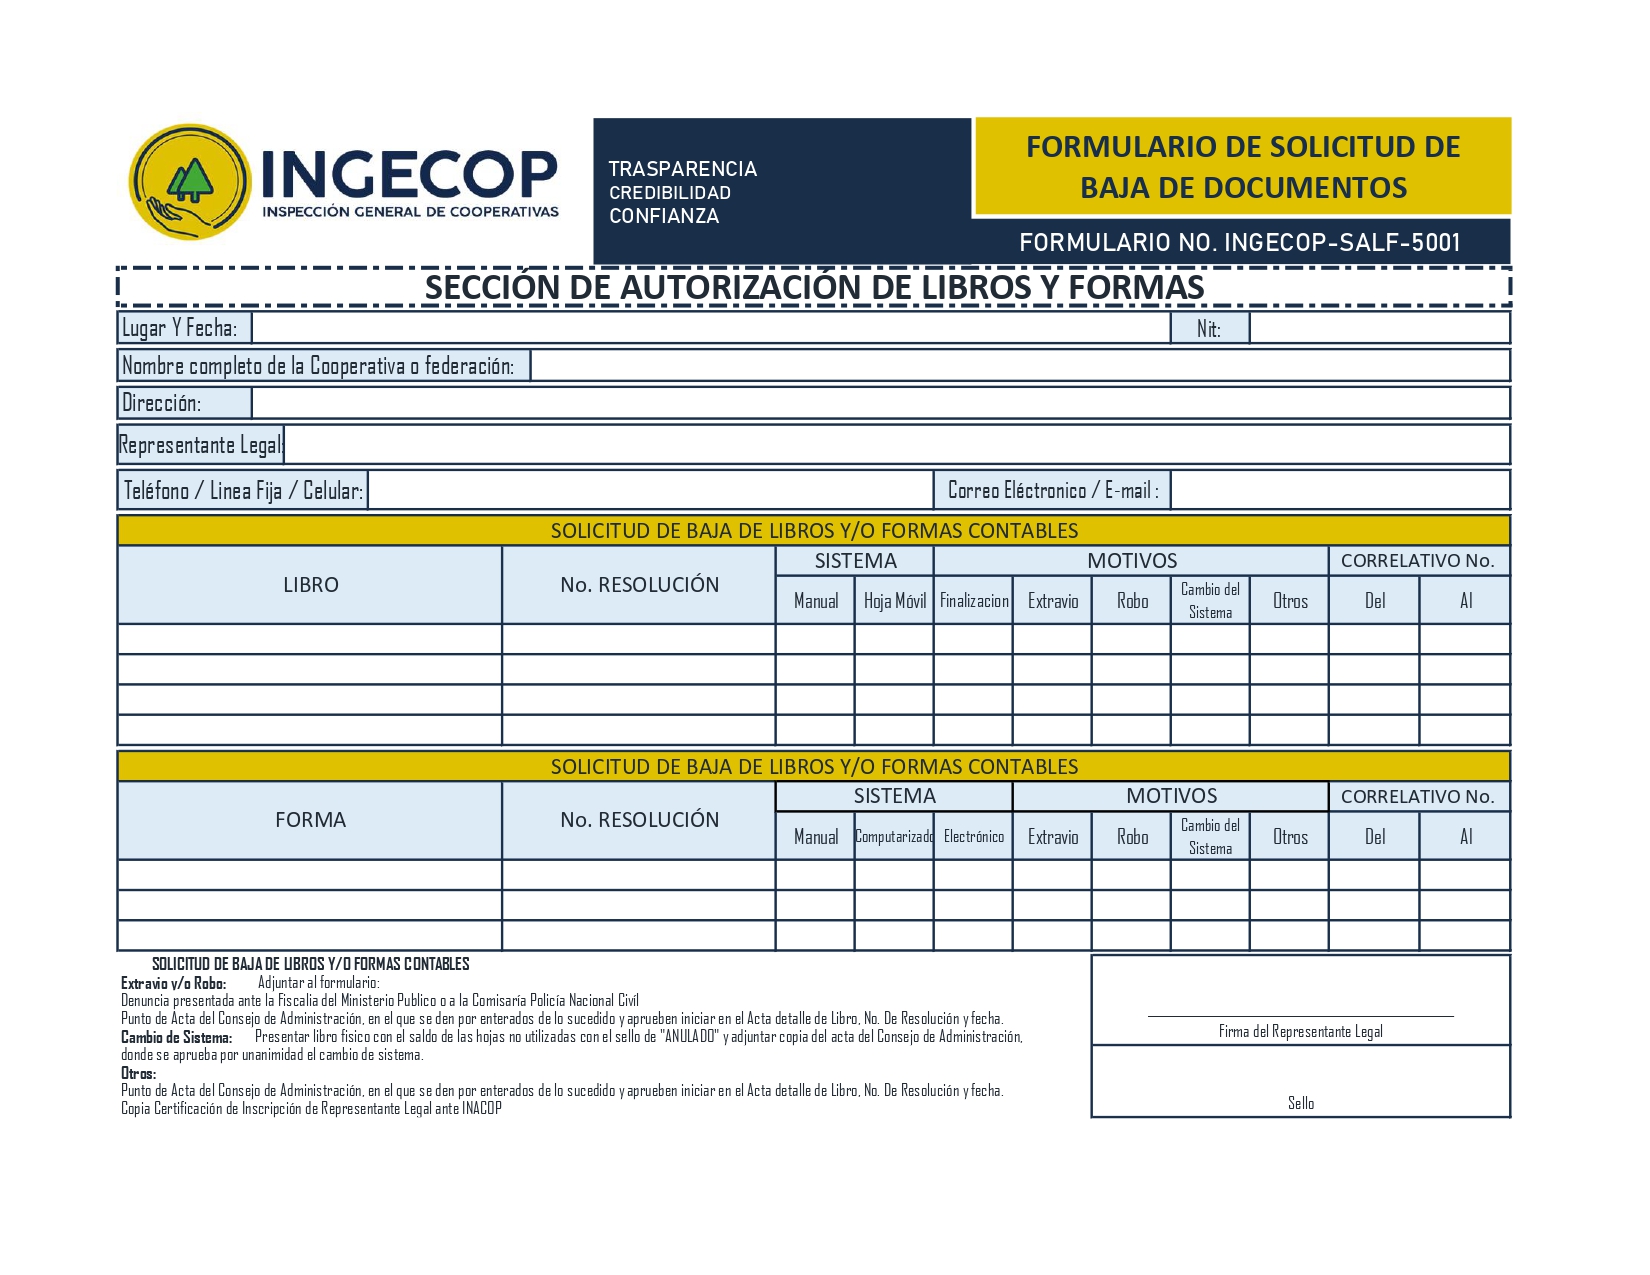 INGECOP
INSPECCIÓN GENERAL DE COOPERATIVAS
TRASPARENCIA
CREDIBILIDAD
CONFIANZA
FORMULARIO DE SOLICITUD DE
BAJA DE DOCUMENTOS
FORMULARIO NO. INGECOP-SALF-5001
SECCIÓN DE AUTORIZACIÓN DE LIBROS Y FORMAS
Lugar Y Fecha: Nit:
Nombre completo de la Cooperativa o federación:
Dirección:
Representante Legal:
Teléfono / Linea Fija / Celular: Correo Eléctronico / E-mail :
SOLICITUD DE BAJA DE LIBROS Y/O FORMAS CONTABLES
LIBRO No. RESOLUCIÓN SISTEMA MOTIVOS CORRELATIVO No.
Manual Hoja Móvil Finalizacion Extravio Robo Cambio del Sistema Otros Del Al
SOLICITUD DE BAJA DE LIBROS Y/O FORMAS CONTABLES
FORMA No. RESOLUCIÓN SISTEMA MOTIVOS CORRELATIVO No.
Manual Computarizado Electrónico Extravio Robo Cambio del Sistema Otros Del Al
SOLICITUD DE BAJA DE LIBROS Y/O FORMAS CONTABLES
Extravio y/o Robo: Adjuntar al formulario:
Denuncia presentada ante la Fiscalia del Ministerio Publico o a la Comisaría Policía Nacional Civíl
Punto de Acta del Consejo de Administración, en el que se den por enterados de lo sucedido y aprueben iniciar en el Acta detalle de Libro, No. De Resolución y fecha.
Cambio de Sistema: Presentar libro fisico con el saldo de las hojas no utilizadas con el sello de "ANULADO" y adjuntar copia del acta del Consejo de Administración,
donde se aprueba por unanimidad el cambio de sistema.
Otros:
Punto de Acta del Consejo de Administración, en el que se den por enterados de lo sucedido y aprueben iniciar en el Acta detalle de Libro, No. De Resolución y fecha.
Copia Certificación de Inscripción de Representante Legal ante INACOP
Firma del Representante Legal
Sello